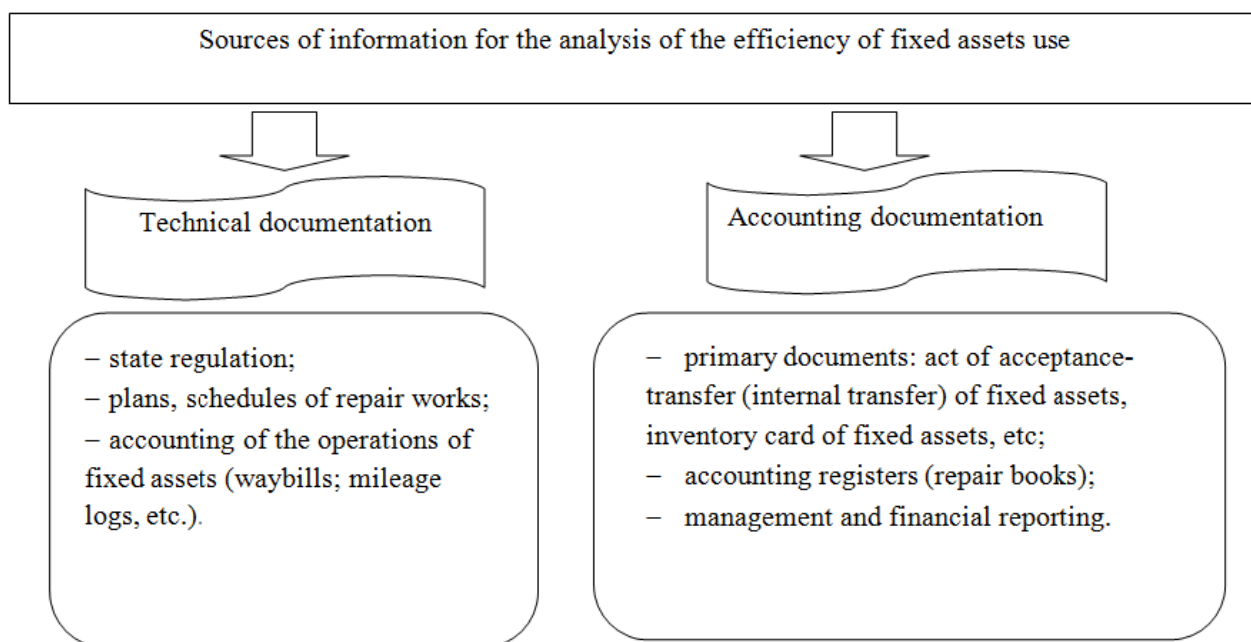 Sources of information for the analysis of the efficiency of fixed assets use
Technical documentation
Accounting documentation
– state regulation;
– plans, schedules of repair works;
– accounting of the operations of
fixed assets (waybills; mileage
logs, etc.).
– primary documents: act of acceptance-
transfer (internal transfer) of fixed assets,
inventory card of fixed assets, etc;
– accounting registers (repair books);
– management and financial reporting.